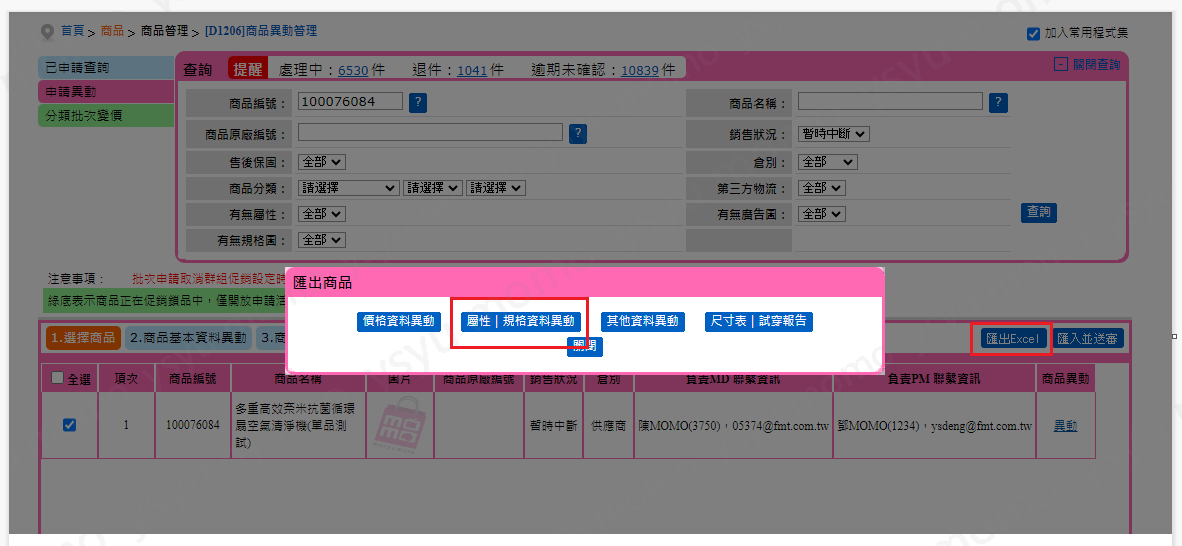 首頁 > 商品 > 商品管理 > [D1206]商品異動管理
加入常用程式集
已申請查詢
申請異動
分類批次變價
查詢 提醒 處理中：6530 件 退件：1041 件 逾期未確認：10839 件
- 關閉查詢
商品編號： 100076084 ? 商品名稱： ?
商品原廠編號： ? 銷售狀況： 暫時中斷
售後保固： 全部 倉別： 全部
商品分類： 請選擇 請選擇 請選擇 第三方物流： 全部
有無屬性： 全部 有無廣告圖： 全部 查詢
有無規格圖： 全部
注意事項： 批次申請取消群組促銷設定時
綠底表示商品正在促銷鎖品中，僅開放申請活
匯出商品
價格資料異動 屬性 | 規格資料異動 其他資料異動 尺寸表 | 試穿報告
關閉
1.選擇商品 2.商品基本資料異動 3.商 匯出Excel 匯入並送審
全選 項次 商品編號 商品名稱 圖片 商品原廠編號 銷售狀況 倉別 負責MD 聯繫資訊 負責PM 聯繫資訊 商品異動
1 100076084 多重高效奈米抗菌循環扇空氣清淨機(單品測試) 暫時中斷 供應商 陳MOMO(3750)，05374@fmt.com.tw 鄧MOMO(1234)，ysdeng@fmt.com.tw 異動
momo